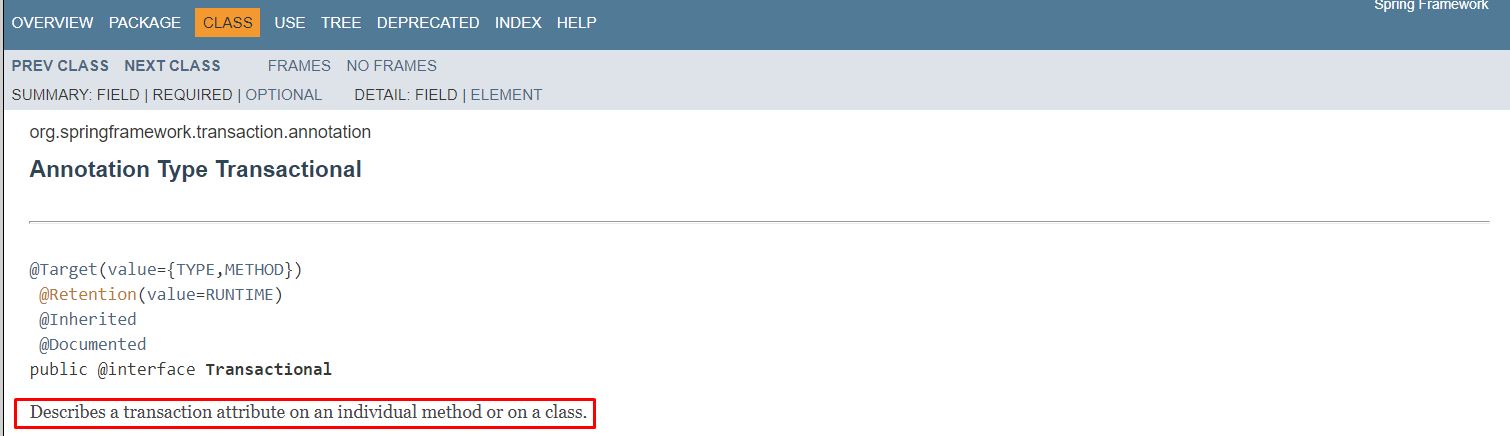 Spring Framework
OVERVIEW PACKAGE CLASS USE TREE DEPRECATED INDEX HELP
PREV CLASS NEXT CLASS FRAMES NO FRAMES
SUMMARY: FIELD | REQUIRED | OPTIONAL DETAIL: FIELD | ELEMENT
org.springframework.transaction.annotation
Annotation Type Transactional
@Target(value={TYPE,METHOD})
@Retention(value=RUNTIME)
@Inherited
@Documented
public @interface Transactional
Describes a transaction attribute on an individual method or on a class.